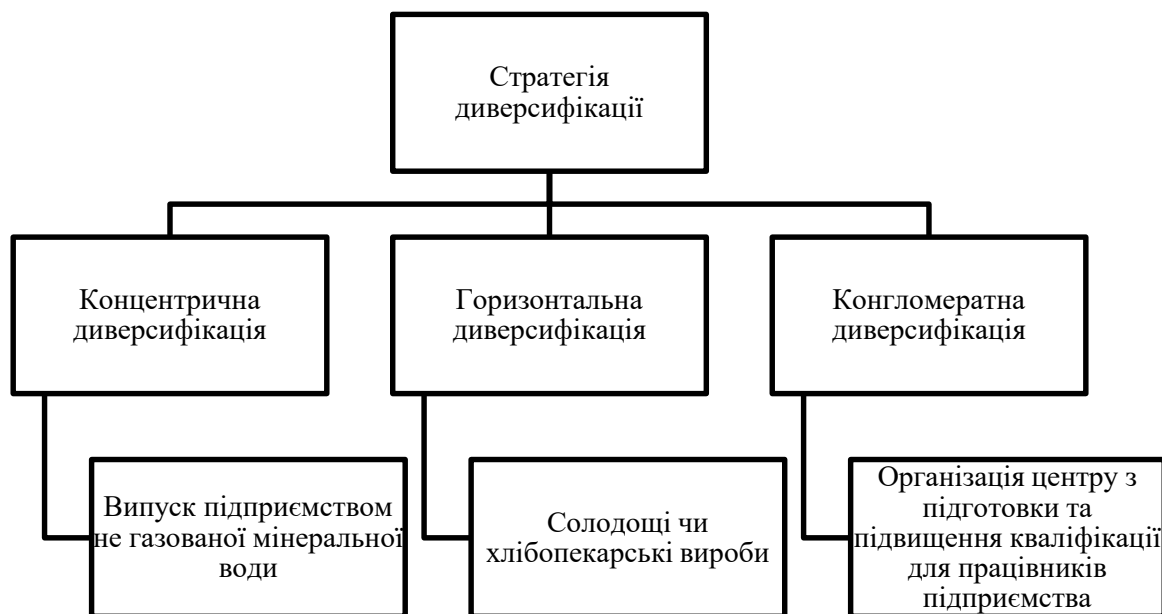 Стратегія
диверсифікації
Концентрична
диверсифікація
Горизонтальна
диверсифікація
Конгломератна
диверсифікація
Випуск підприємством
не газованої мінеральної
води
Солодощі чи
хлібопекарські вироби
Організація центру з
підготовки та
підвищення кваліфікації
для працівників
підприємства